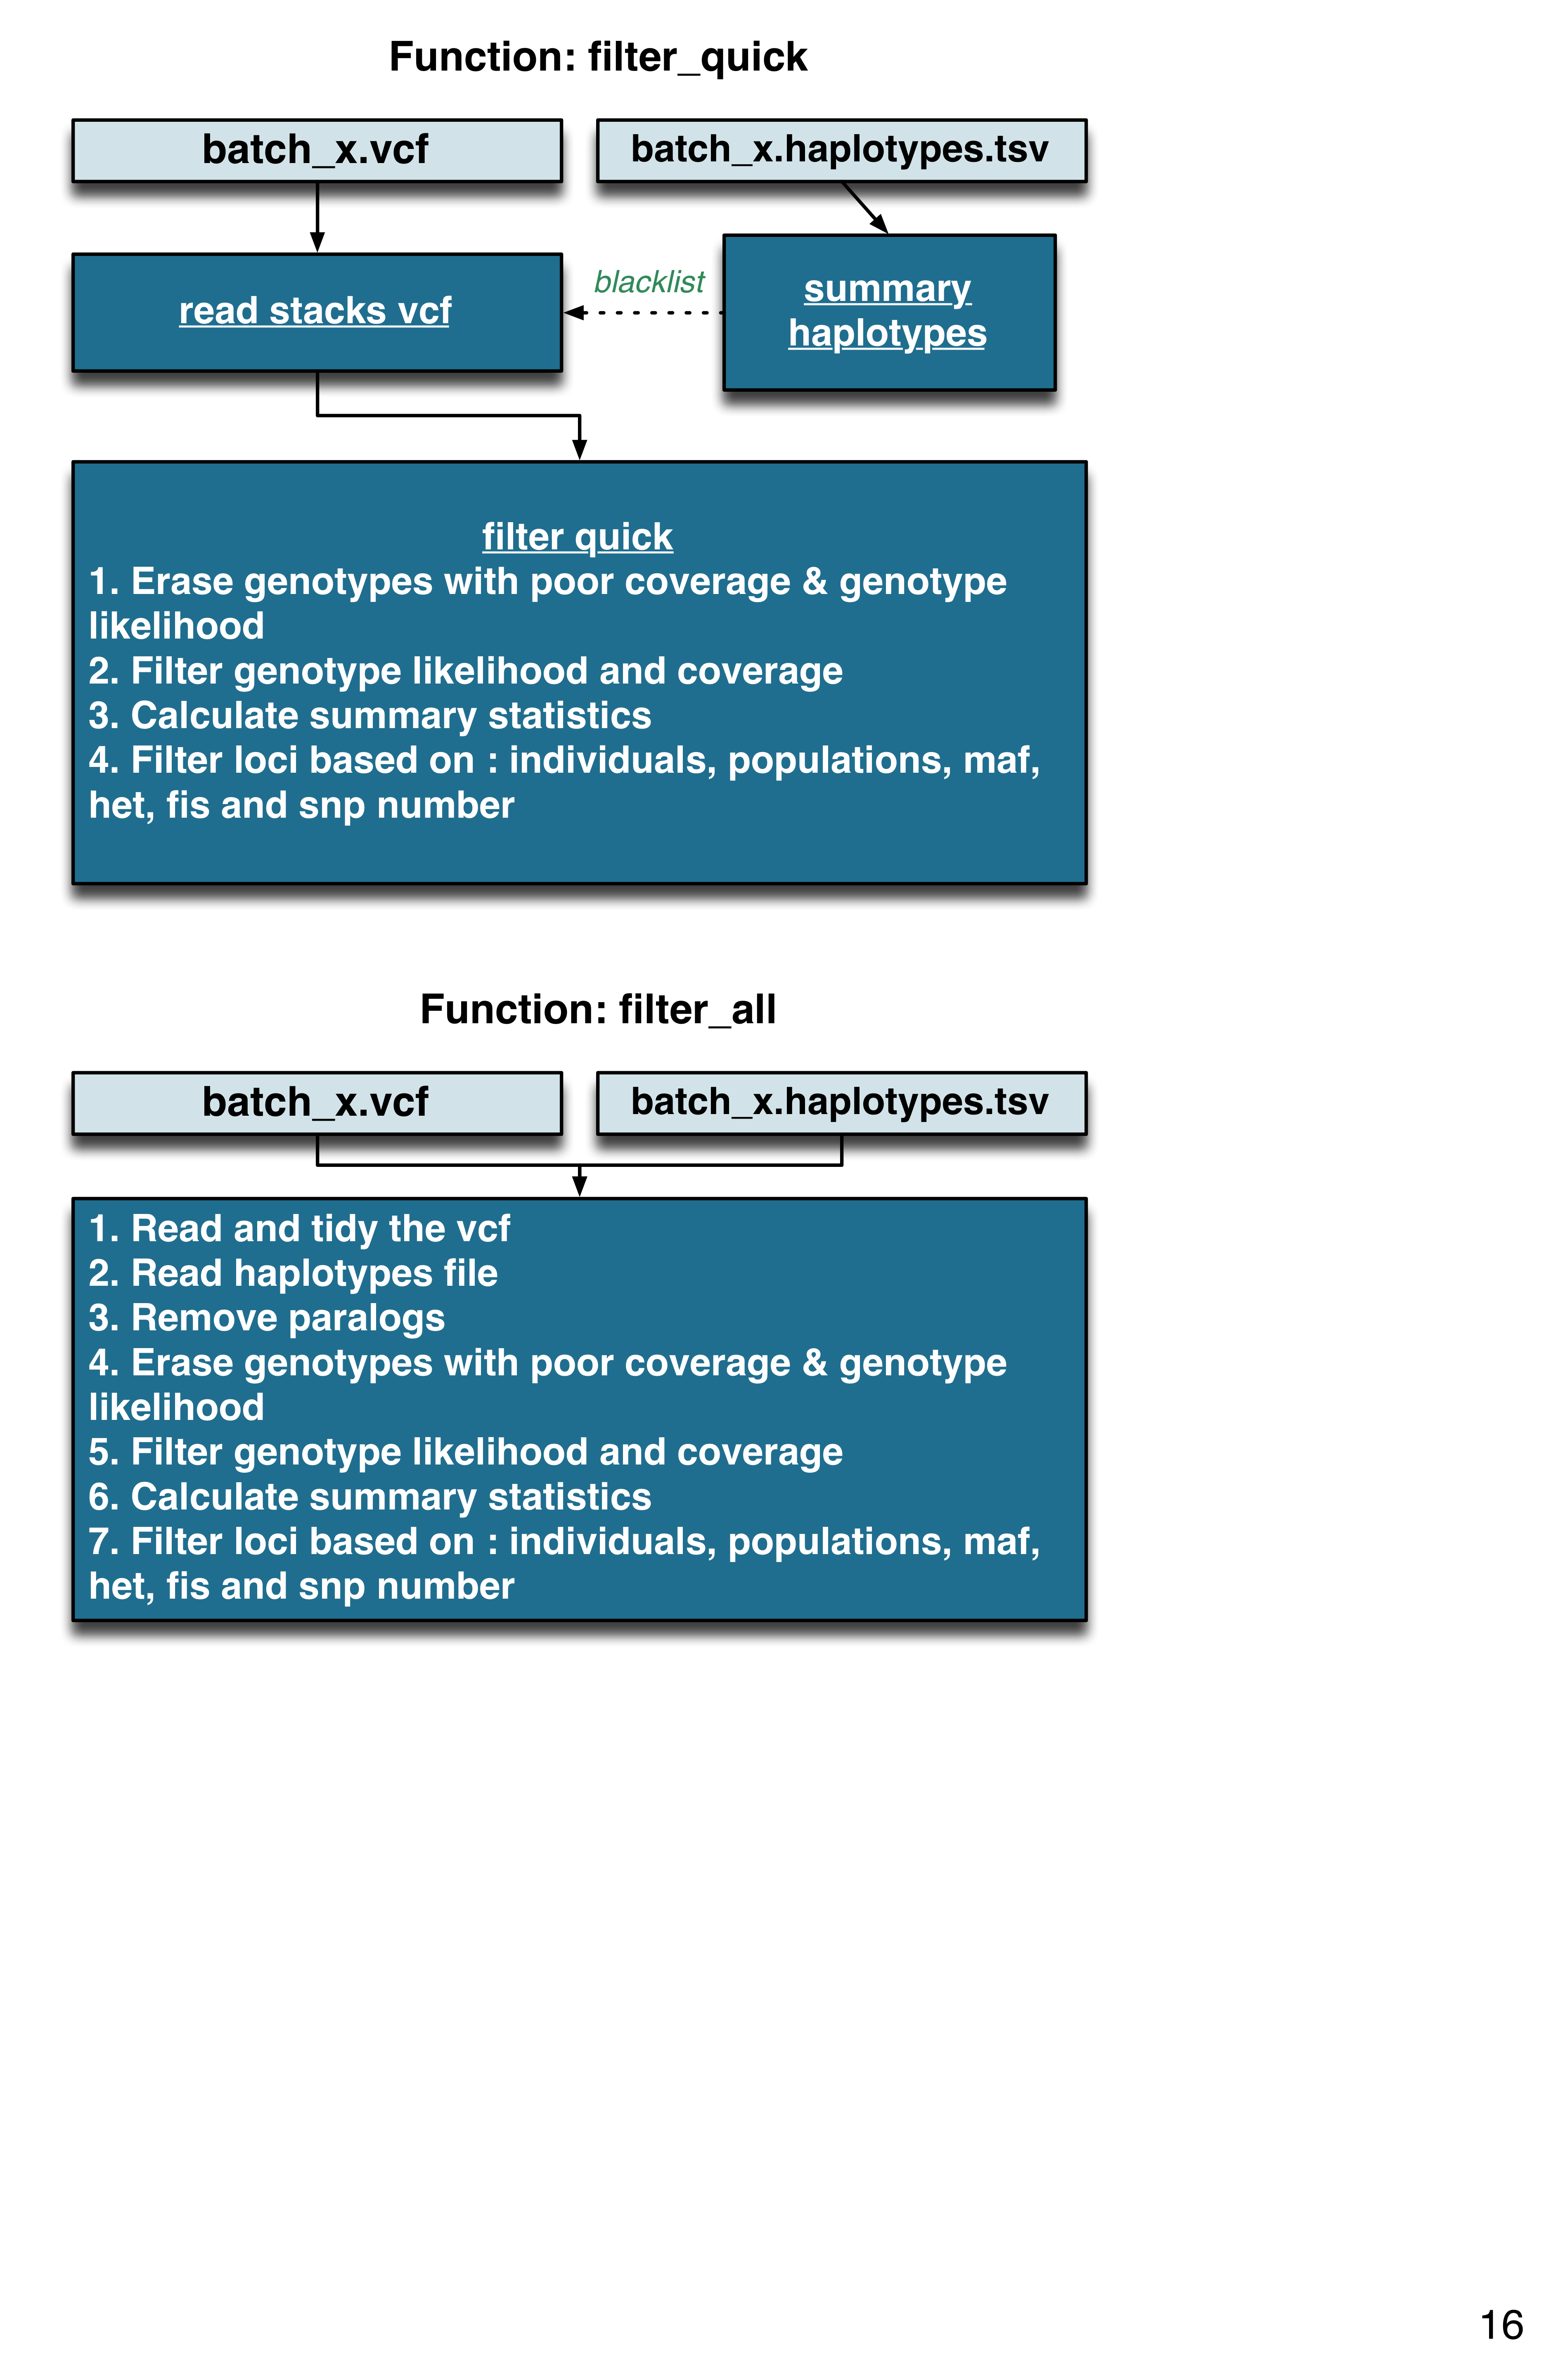 Function: filter_quick
batch_x.vcf
batch_x.haplotypes.tsv
read stacks vcf
blacklist
summary
haplotypes
filter quick
1. Erase genotypes with poor coverage & genotype
likelihood
2. Filter genotype likelihood and coverage
3. Calculate summary statistics
4. Filter loci based on : individuals, populations, maf,
het, fis and snp number
Function: filter_all
batch_x.vcf
batch_x.haplotypes.tsv
1. Read and tidy the vcf
2. Read haplotypes file
3. Remove paralogs
4. Erase genotypes with poor coverage & genotype
likelihood
5. Filter genotype likelihood and coverage
6. Calculate summary statistics
7. Filter loci based on : individuals, populations, maf,
het, fis and snp number
16